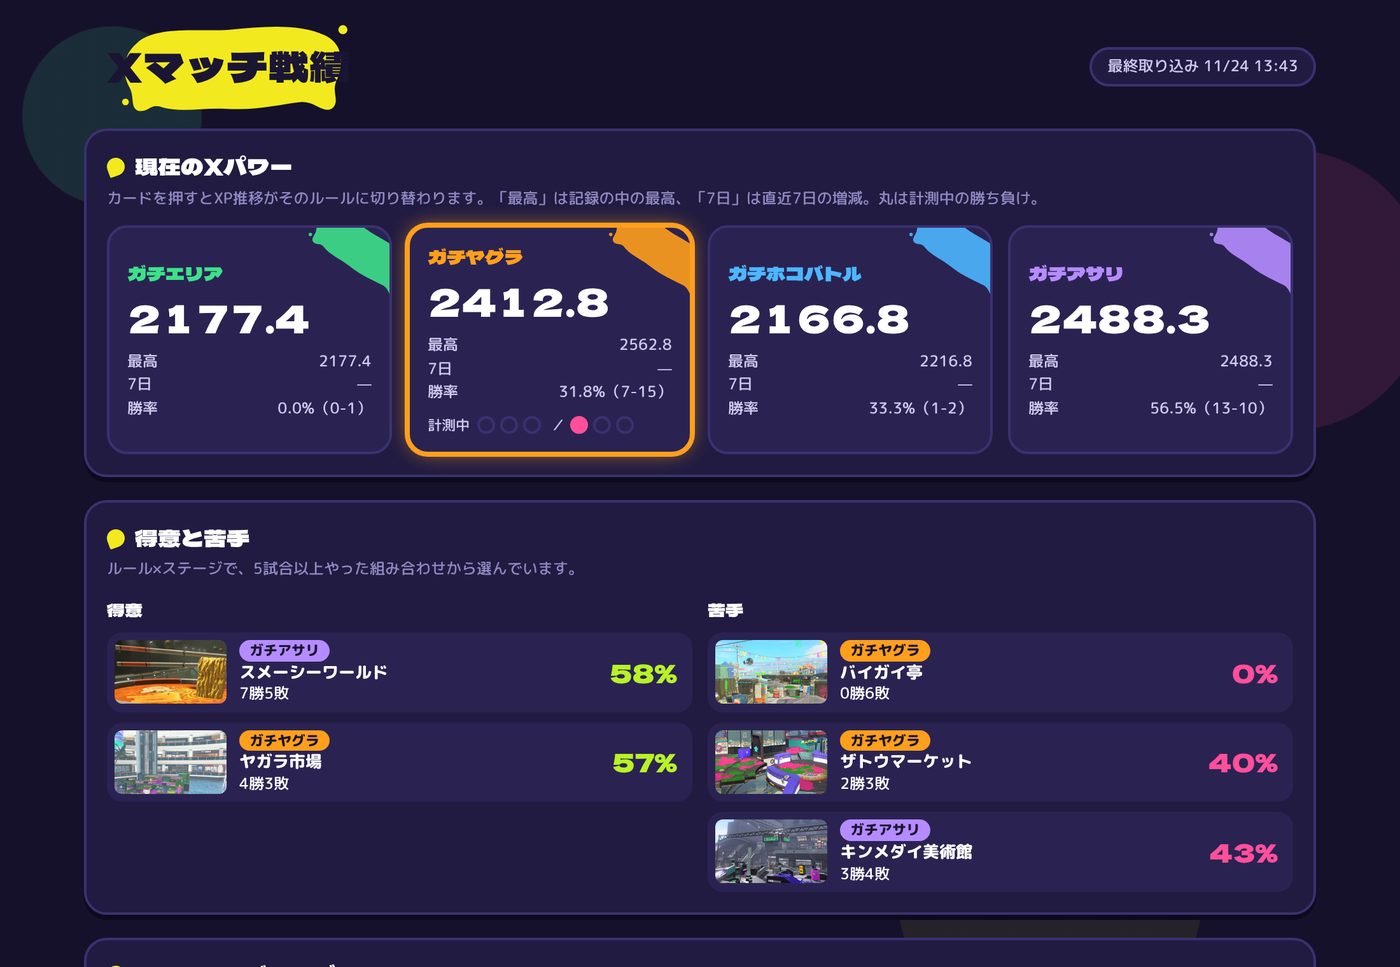 Xマッチ戦績
最終取り込み 11/24 13:43
現在のXパワー
カードを押すとXP推移がそのルールに切り替わります。「最高」は記録の中の最高、「7日」は直近7日の増減。丸は計測中の勝ち負け。
ガチエリア
2177.4
最高 2177.4
7日 —
勝率 0.0%（0-1）
ガチヤグラ
2412.8
最高 2562.8
7日 —
勝率 31.8%（7-15）
計測中 /
ガチホコバトル
2166.8
最高 2216.8
7日 —
勝率 33.3%（1-2）
ガチアサリ
2488.3
最高 2488.3
7日 —
勝率 56.5%（13-10）
得意と苦手
ルール×ステージで、5試合以上やった組み合わせから選んでいます。
得意
ガチアサリ
スメーシーワールド
7勝5敗
58%
ガチヤグラ
ヤガラ市場
4勝3敗
57%
苦手
ガチヤグラ
バイガイ亭
0勝6敗
0%
ガチヤグラ
ザトウマーケット
2勝3敗
40%
ガチアサリ
キンメダイ美術館
3勝4敗
43%